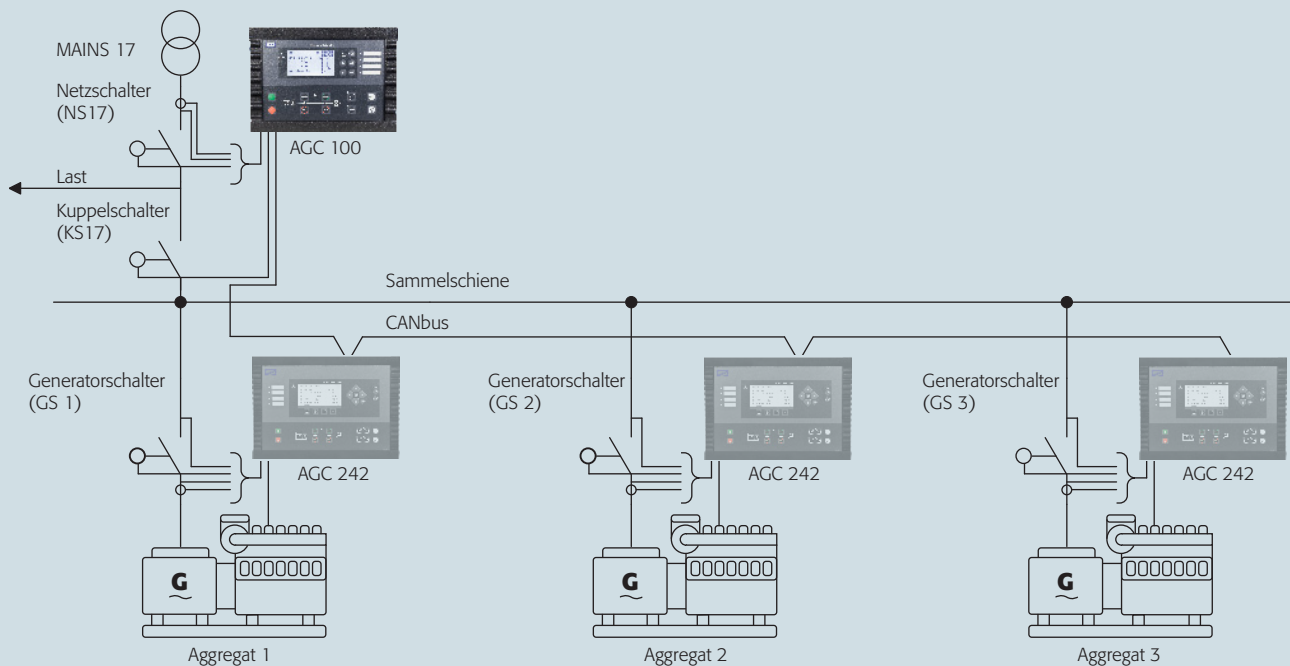 MAINS 17
Netzschalter
(NS17)
AGC 100
Last
Kuppelschalter
(KS17)
Sammelschiene
CANbus
Generatorschalter
(GS 1)
Generatorschalter
(GS 2)
Generatorschalter
(GS 3)
AGC 242
AGC 242
AGC 242
G
G
G
Aggregat 1
Aggregat 2
Aggregat 3